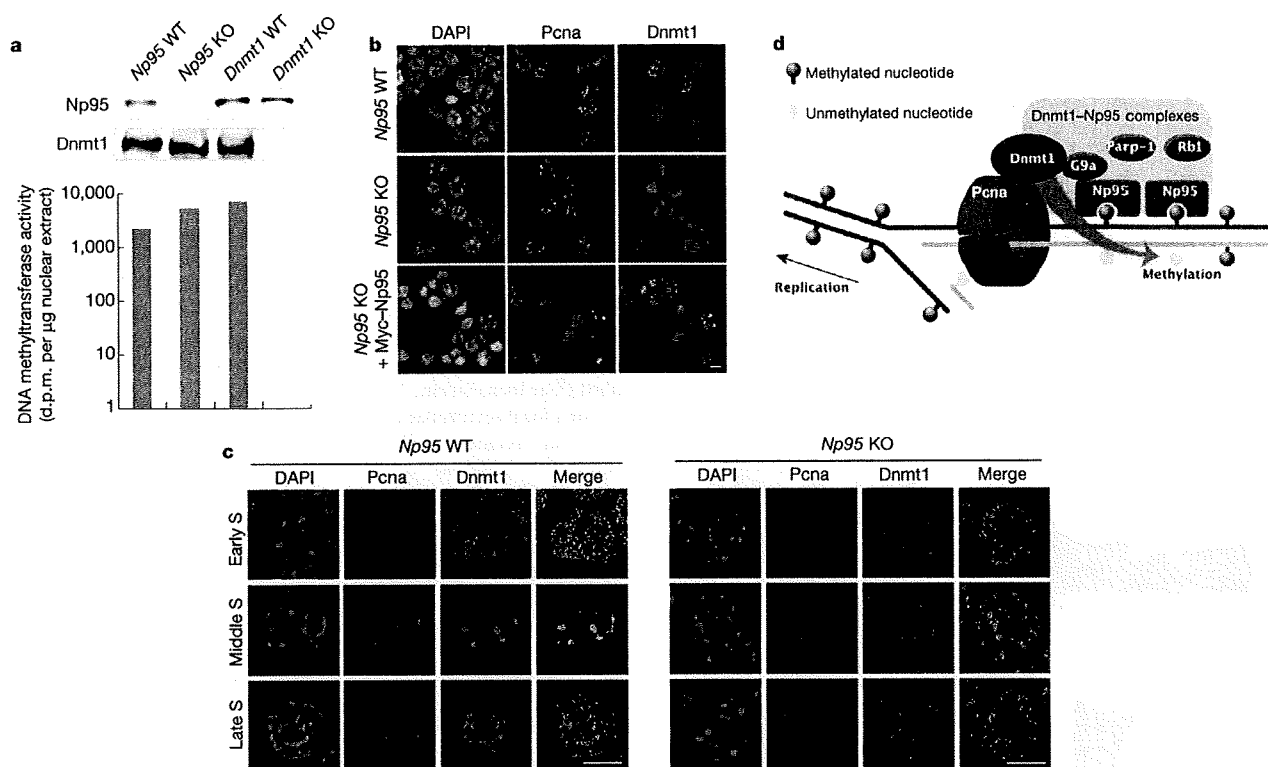 a
Np95 WT
Np95 KO
Dnmt1 WT
Dnmt1 KO
Np95
Dnmt1
DNA methyltransferase activity
(d.p.m. per μg nuclear extract)
10,000
1,000
100
10
1
b
DAPI Pcna Dnmt1
Np95 WT
Np95 KO
Np95 KO
+ Myc–Np95
d
Methylated nucleotide
Unmethylated nucleotide
Dnmt1–Np95 complexes
Dnmt1
G9a
Parp-1
Rb1
Pcna
Np95
Np95
Replication
Methylation
c
Np95 WT
DAPI Pcna Dnmt1 Merge
Early S
Middle S
Late S
Np95 KO
DAPI Pcna Dnmt1 Merge